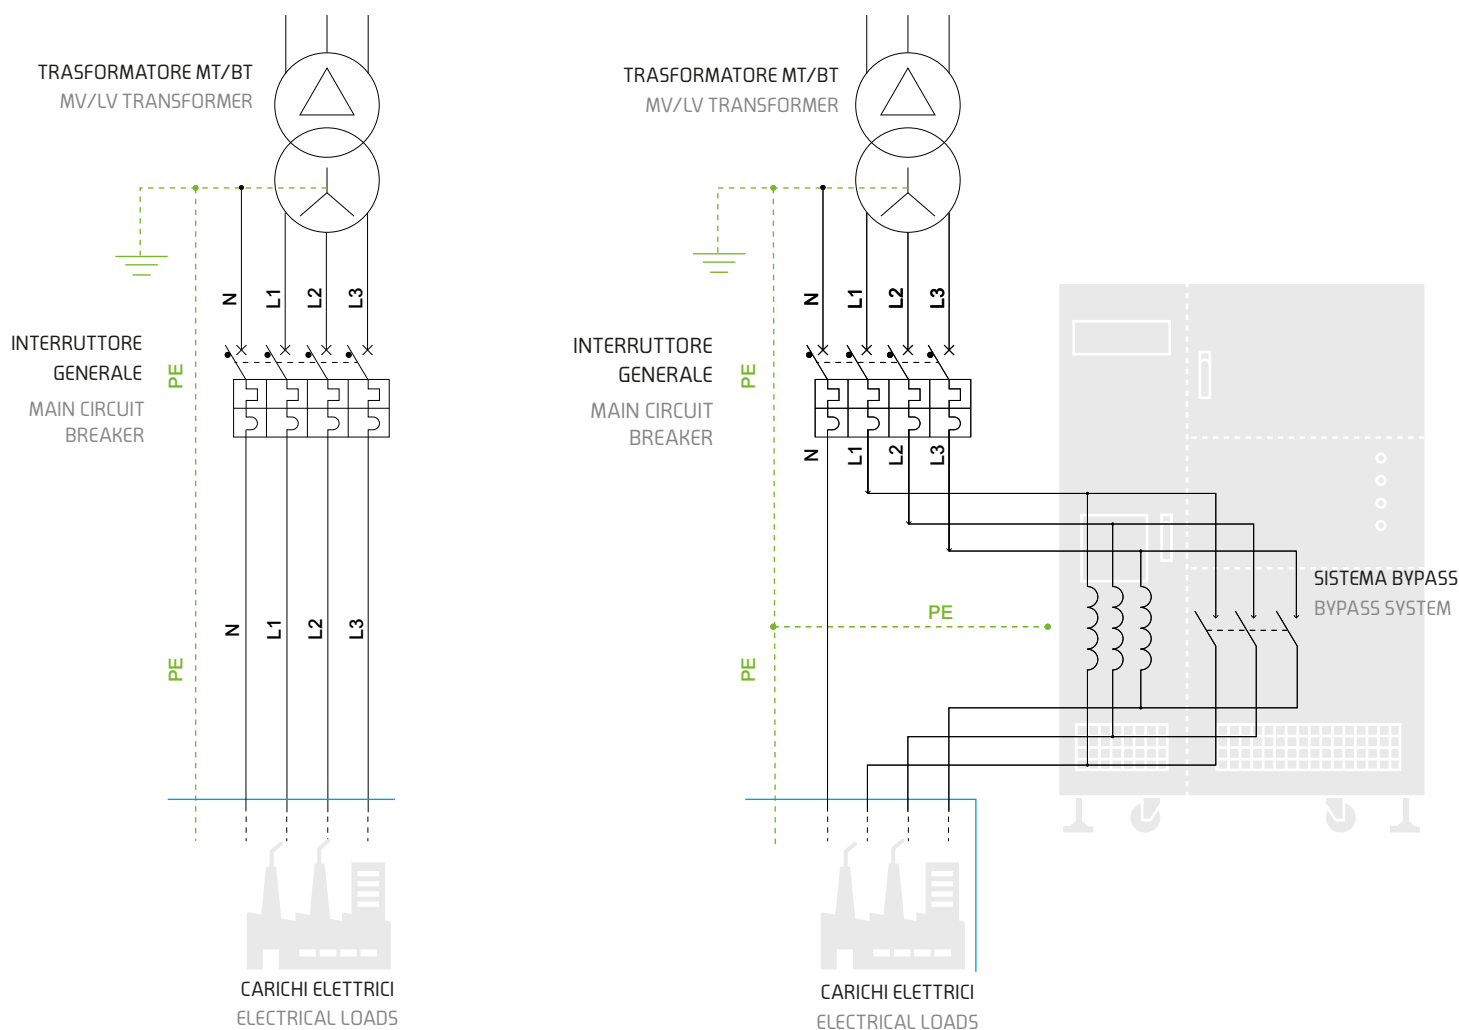 TRASFORMATORE MT/BT
MV/LV TRANSFORMER
N
L1
L2
L3
INTERRUTTORE
GENERALE
MAIN CIRCUIT
BREAKER
PE
N
L1
L2
L3
PE
CARICHI ELETTRICI
ELECTRICAL LOADS
TRASFORMATORE MT/BT
MV/LV TRANSFORMER
N
L1
L2
L3
INTERRUTTORE
GENERALE
MAIN CIRCUIT
BREAKER
PE
N
L1
L2
L3
SISTEMA BYPASS
BYPASS SYSTEM
PE
PE
CARICHI ELETTRICI
ELECTRICAL LOADS